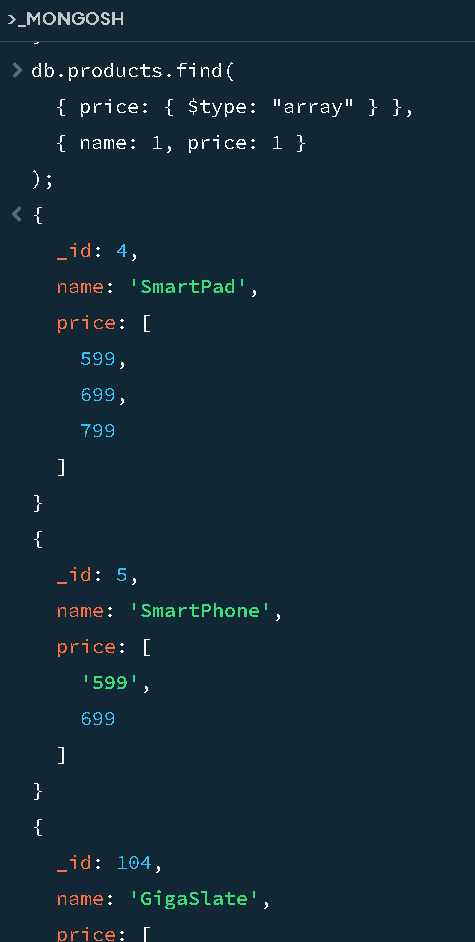 >_MONGOSH
> db.products.find(
{ price: { $type: "array" } },
{ name: 1, price: 1 }
);
< {
_id: 4,
name: 'SmartPad',
price: [
599,
699,
799
]
}
{
_id: 5,
name: 'SmartPhone',
price: [
'599',
699
]
}
{
_id: 104,
name: 'GigaSlate',
price: [